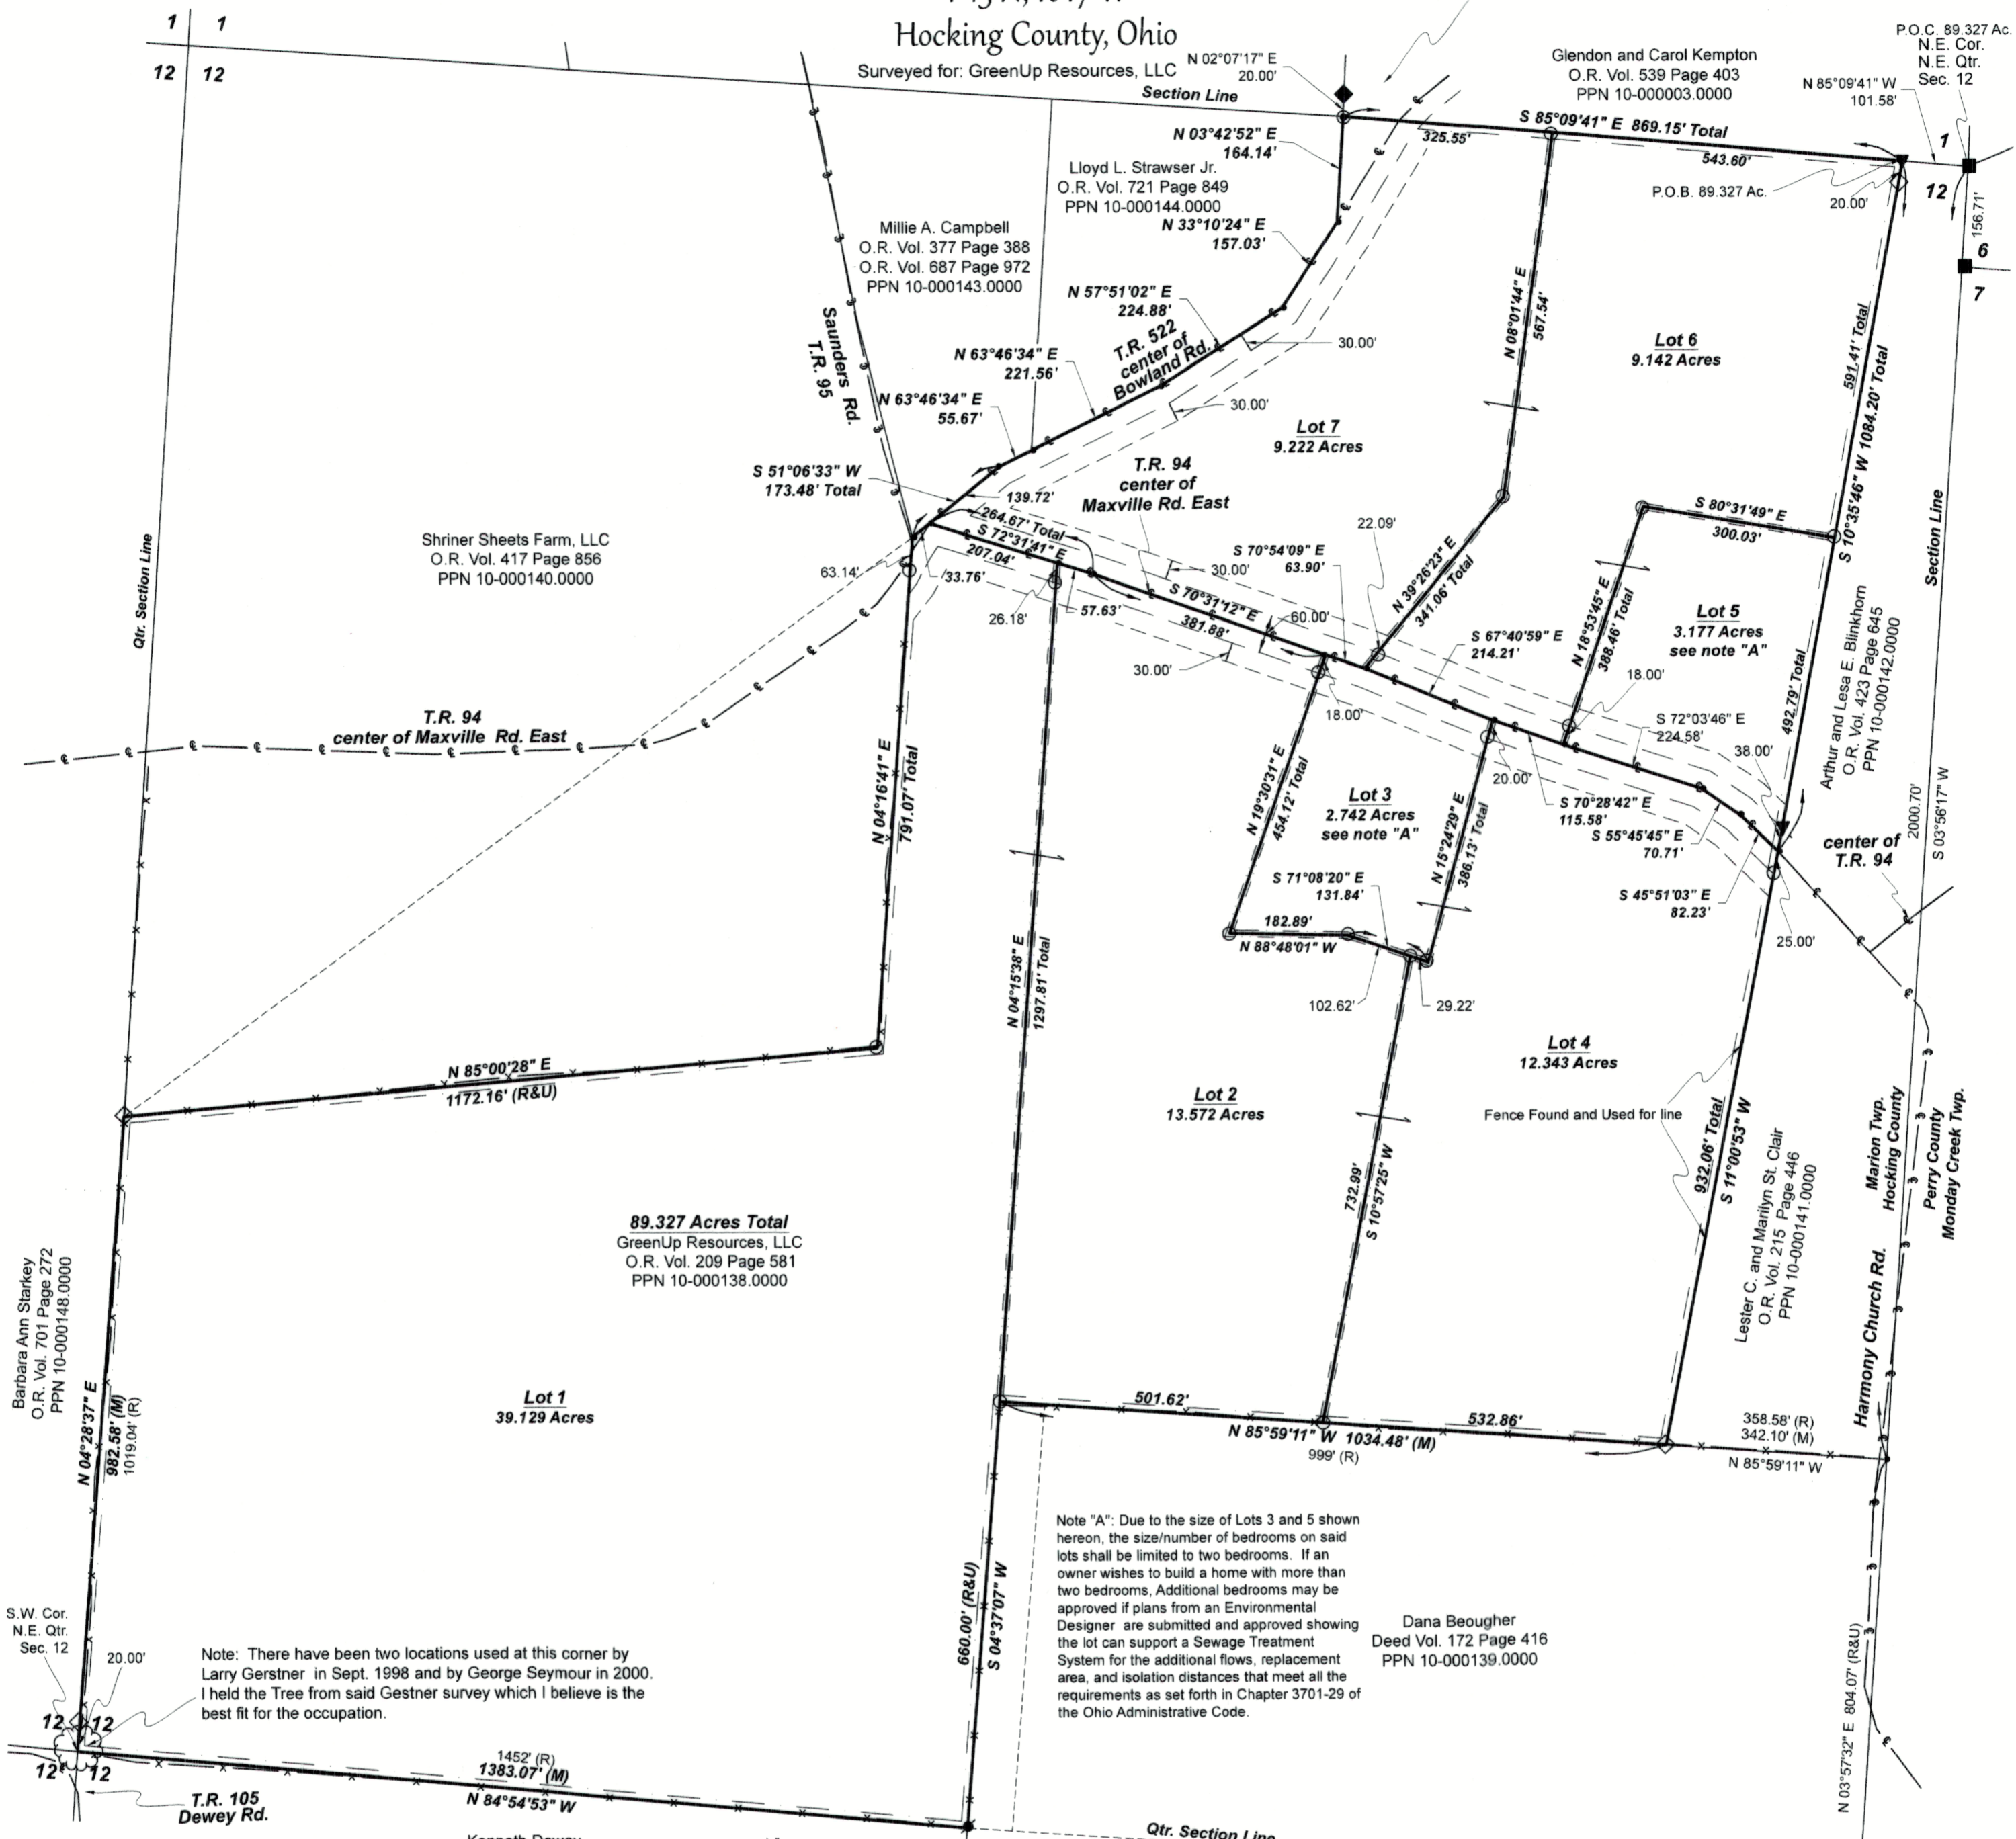 Hocking County, Ohio
Surveyed for: GreenUp Resources, LLC
1
1
12
12
N 02°07'17" E
20.00'
Section Line
Glendon and Carol Kempton
O.R. Vol. 539 Page 403
PPN 10-000003.0000
P.O.C. 89.327 Ac.
N.E. Cor.
N.E. Qtr.
Sec. 12
N 85°09'41" W
101.58'
S 85°09'41" E 869.15' Total
325.55'
543.60'
1
12
P.O.B. 89.327 Ac.
20.00'
156.71'
6
7
N 03°42'52" E
164.14'
Lloyd L. Strawser Jr.
O.R. Vol. 721 Page 849
PPN 10-000144.0000
N 33°10'24" E
157.03'
Millie A. Campbell
O.R. Vol. 377 Page 388
O.R. Vol. 687 Page 972
PPN 10-000143.0000
N 57°51'02" E
224.88'
T.R. 522
center of
Bowland Rd.
30.00'
30.00'
N 63°46'34" E
221.56'
N 63°46'34" E
55.67'
Saunders Rd.
T.R. 95
S 51°06'33" W
173.48' Total
139.72'
N 08°01'44" E
567.54'
Lot 6
9.142 Acres
591.41' Total
S 10°35'46" W 1084.20' Total
Lot 7
9.222 Acres
T.R. 94
center of
Maxville Rd. East
264.67' Total
S 72°31'41" E
207.04'
63.14'
33.76'
26.18'
57.63'
30.00'
S 70°54'09" E
63.90'
22.09'
S 70°31'12" E
381.88'
60.00'
30.00'
N 39°26'23" E
341.06' Total
S 80°31'49" E
300.03'
S 67°40'59" E
214.21'
N 18°53'45" E
388.46' Total
Lot 5
3.177 Acres
see note "A"
18.00'
492.79' Total
Arthur and Lesa E. Blinkhorn
O.R. Vol. 423 Page 645
PPN 10-000142.0000
Section Line
Shriner Sheets Farm, LLC
O.R. Vol. 417 Page 856
PPN 10-000140.0000
Qtr. Section Line
T.R. 94
center of Maxville Rd. East
N 04°16'41" E
791.07' Total
18.00'
S 72°03'46" E
224.58'
38.00'
20.00'
S 70°28'42" E
115.58'
S 55°45'45" E
70.71'
S 45°51'03" E
82.23'
25.00'
2000.70'
S 03°56'17" W
center of
T.R. 94
N 19°30'31" E
454.12' Total
Lot 3
2.742 Acres
see note "A"
N 15°24'29" E
386.13' Total
S 71°08'20" E
131.84'
182.89'
N 88°48'01" W
102.62'
29.22'
N 04°15'38" E
1297.81' Total
N 85°00'28" E
1172.16' (R&U)
Lot 4
12.343 Acres
Lot 2
13.572 Acres
Fence Found and Used for line
932.06' Total
S 11°00'53" W
Lester C. and Marilyn St. Clair
O.R. Vol. 215 Page 446
PPN 10-000141.0000
Marion Twp.
Hocking County
Perry County
Monday Creek Twp.
732.99'
S 10°57'25" W
89.327 Acres Total
GreenUp Resources, LLC
O.R. Vol. 209 Page 581
PPN 10-000138.0000
Barbara Ann Starkey
O.R. Vol. 701 Page 272
PPN 10-000148.0000
Lot 1
39.129 Acres
N 04°28'37" E
982.58' (M)
1019.04' (R)
501.62'
532.86'
N 85°59'11" W 1034.48' (M)
999' (R)
358.58' (R)
342.10' (M)
N 85°59'11" W
Harmony Church Rd.
660.00' (R&U)
S 04°37'07" W
Note "A": Due to the size of Lots 3 and 5 shown
hereon, the size/number of bedrooms on said
lots shall be limited to two bedrooms. If an
owner wishes to build a home with more than
two bedrooms, Additional bedrooms may be
approved if plans from an Environmental
Designer are submitted and approved showing
the lot can support a Sewage Treatment
System for the additional flows, replacement
area, and isolation distances that meet all the
requirements as set forth in Chapter 3701-29 of
the Ohio Administrative Code.
Dana Beougher
Deed Vol. 172 Page 416
PPN 10-000139.0000
N 03°57'32" E 804.07' (R&U)
S.W. Cor.
N.E. Qtr.
Sec. 12
20.00'
Note: There have been two locations used at this corner by
Larry Gerstner in Sept. 1998 and by George Seymour in 2000.
I held the Tree from said Gestner survey which I believe is the
best fit for the occupation.
12
12
12
12
T.R. 105
Dewey Rd.
1452' (R)
1383.07' (M)
N 84°54'53" W
Qtr. Section Line